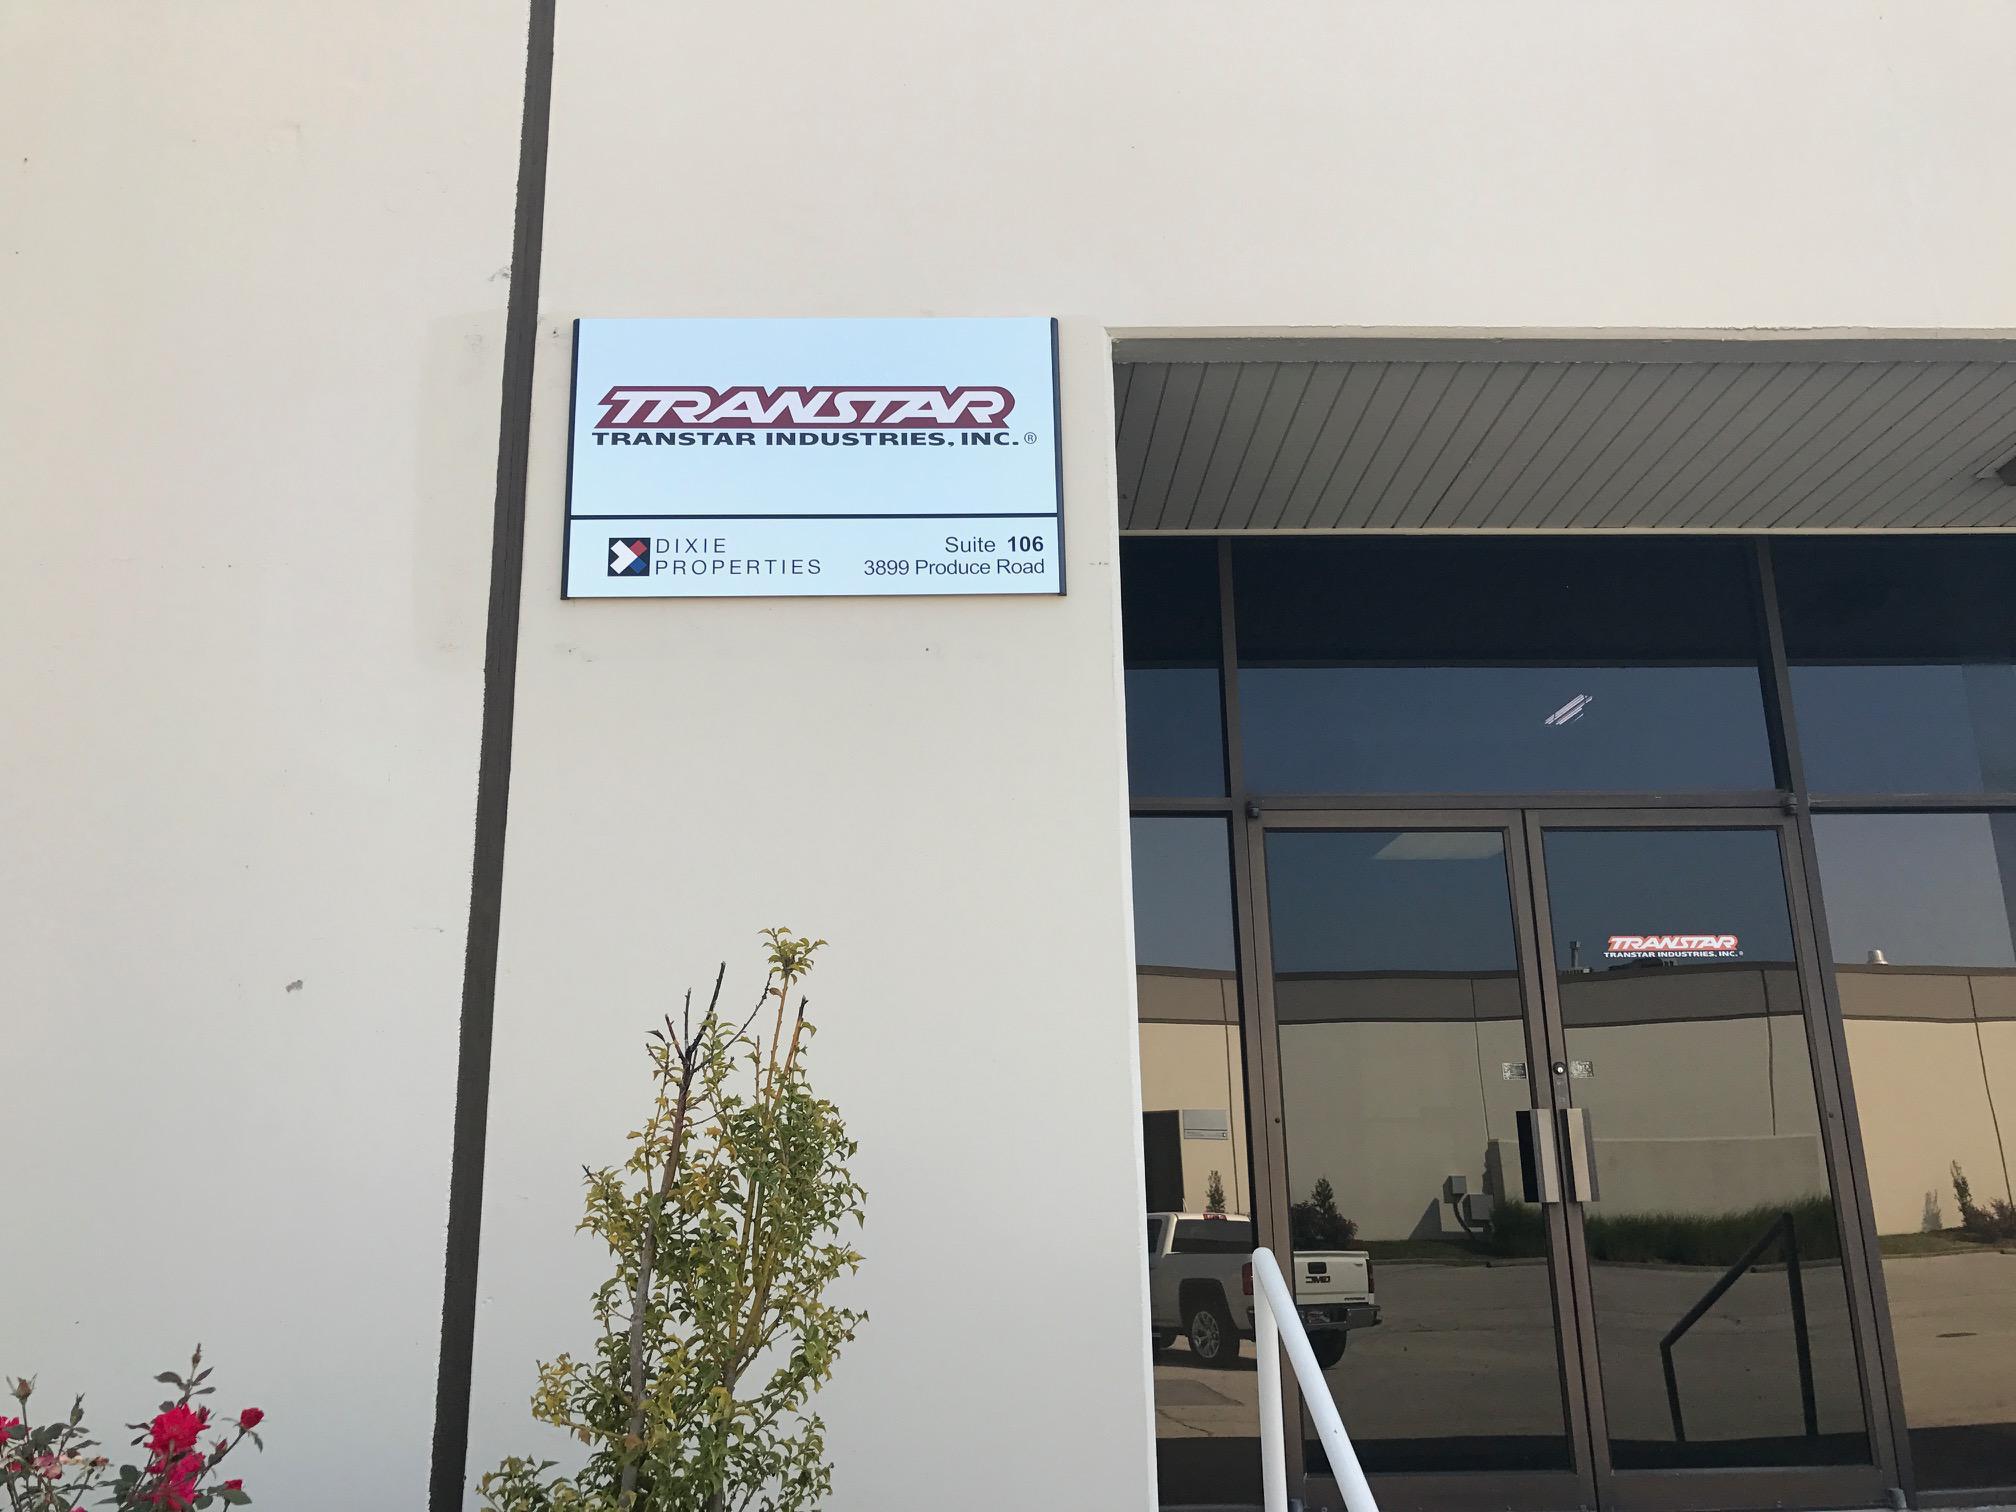 TRANSTAR
TRANSTAR INDUSTRIES, INC.®
DIXIE
PROPERTIES
Suite 106
3899 Produce Road
TRANSTAR
TRANSTAR INDUSTRIES, INC.®